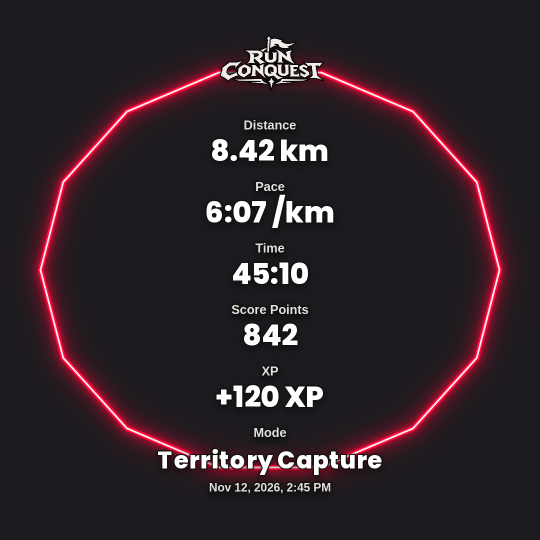 RUN
CONQUEST
Distance
8.42 km
Pace
6:07 /km
Time
45:10
Score Points
842
XP
+120 XP
Mode
Territory Capture
Nov 12, 2026, 2:45 PM